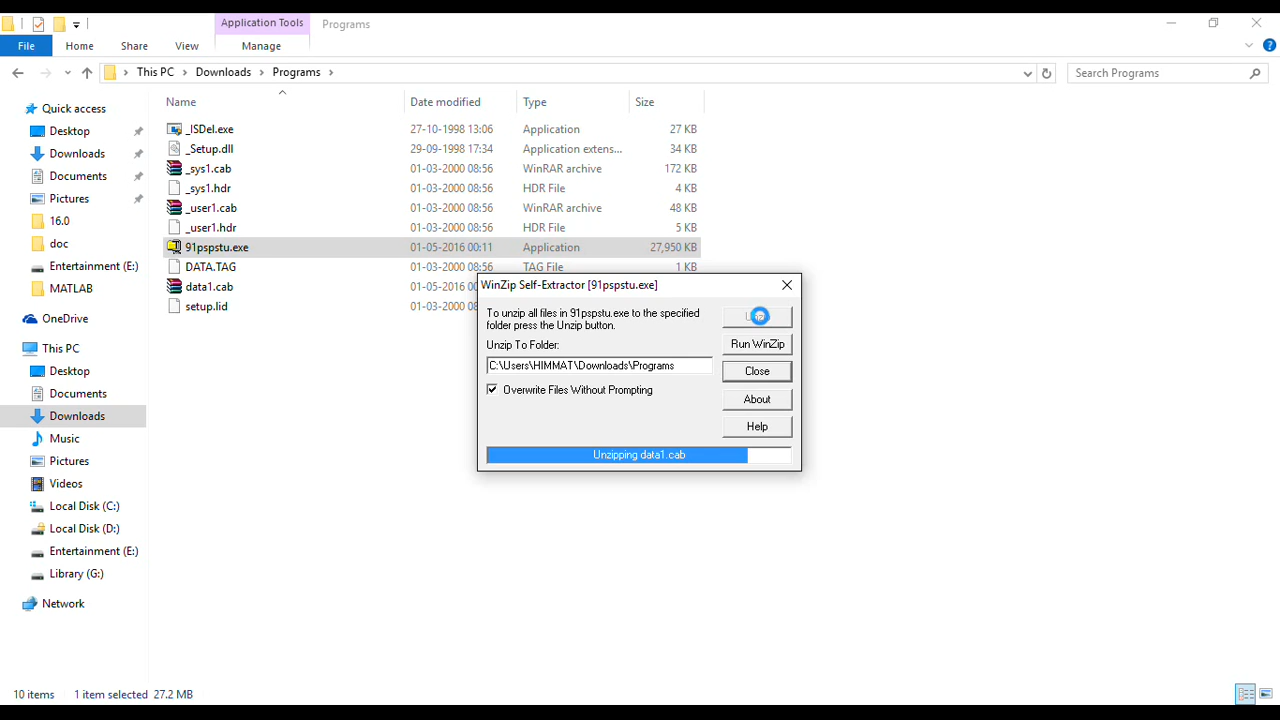 Application Tools Programs
File Home Share View Manage
This PC Downloads Programs Search Programs
Name Date modified Type Size
Quick access
Desktop
Downloads
Documents
Pictures
16.0
doc
Entertainment (E:)
MATLAB
OneDrive
This PC
Desktop
Documents
Downloads
Music
Pictures
Videos
Local Disk (C:)
Local Disk (D:)
Entertainment (E:)
Library (G:)
Network
_ISDel.exe 27-10-1998 13:06 Application 27 KB
_Setup.dll 29-09-1998 17:34 Application extens... 34 KB
_sys1.cab 01-03-2000 08:56 WinRAR archive 172 KB
_sys1.hdr 01-03-2000 08:56 HDR File 4 KB
_user1.cab 01-03-2000 08:56 WinRAR archive 48 KB
_user1.hdr 01-03-2000 08:56 HDR File 5 KB
91pspstu.exe 01-05-2016 00:11 Application 27,950 KB
DATA.TAG 01-03-2000 08:56 TAG File 1 KB
data1.cab 01-05-2016 00
setup.lid 01-03-2000 08:56
WinZip Self-Extractor [91pspstu.exe]
To unzip all files in 91pspstu.exe to the specified
folder press the Unzip button.
Unzip To Folder:
C:\Users\HIMMAT\Downloads\Programs
Overwrite Files Without Prompting
Run WinZip
Close
About
Help
Unzipping data1.cab
10 items 1 item selected 27.2 MB